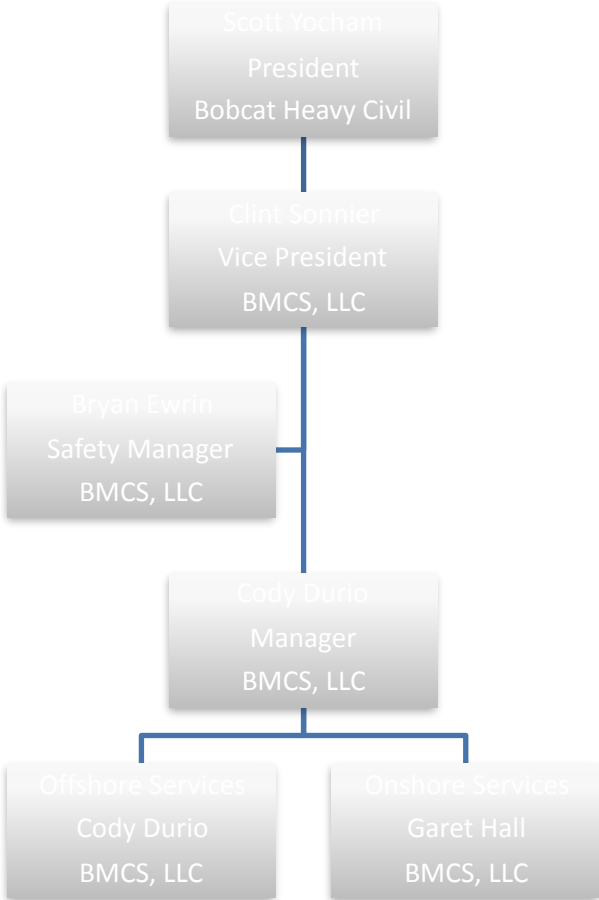 Scott Yocham
President
Bobcat Heavy Civil
Clint Sonnier
Vice President
BMCS, LLC
Bryan Ewrin
Safety Manager
BMCS, LLC
Cody Durio
Manager
BMCS, LLC
Offshore Services
Cody Durio
BMCS, LLC
Onshore Services
Garet Hall
BMCS, LLC